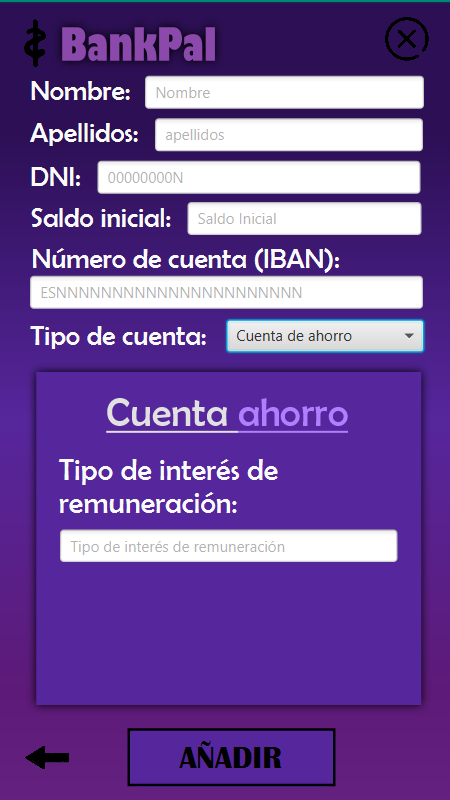 BankPal
Nombre: Nombre
Apellidos: apellidos
DNI: 00000000N
Saldo inicial: Saldo Inicial
Número de cuenta (IBAN):
ESNNNNNNNNNNNNNNNNNNNNNN
Tipo de cuenta: Cuenta de ahorro
Cuenta ahorro
Tipo de interés de
remuneración:
Tipo de interés de remuneración
AÑADIR